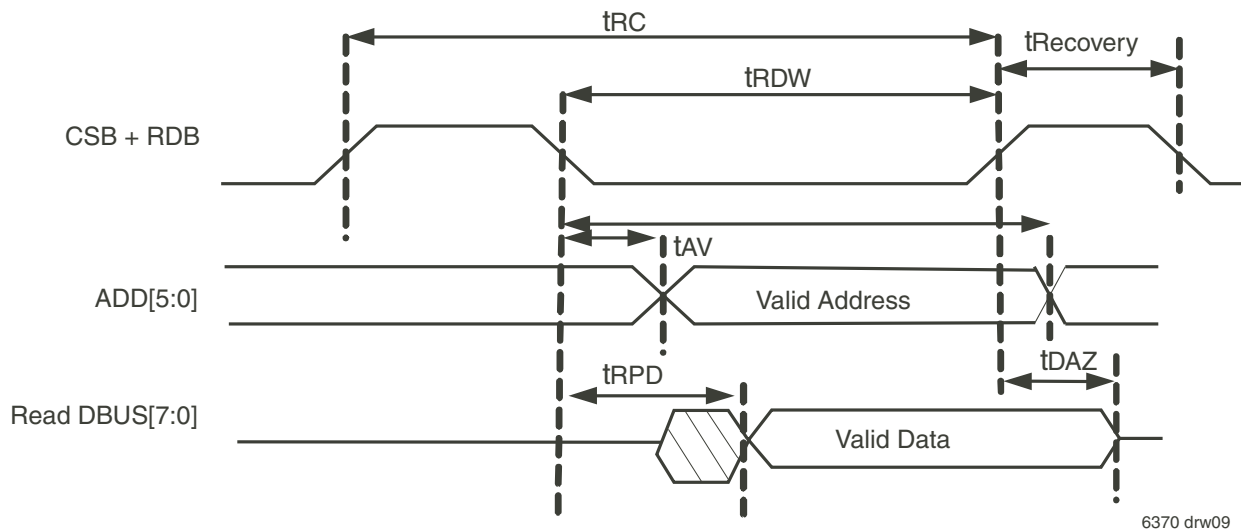 tRC
tRecovery
tRDW
CSB + RDB
tAV
ADD[5:0]
Valid Address
tDAZ
tRPD
Read DBUS[7:0]
Valid Data
6370 drw09